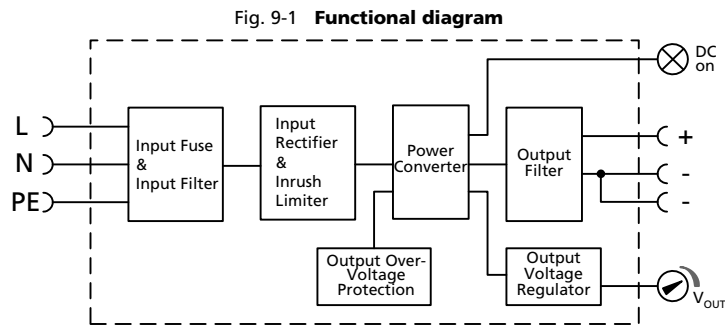 Fig. 9-1 Functional diagram
DC
on
L
N
PE
Input Fuse
&
Input Filter
Input
Rectifier
&
Inrush
Limiter
Power
Converter
Output
Filter
+
-
-
Output Over-
Voltage
Protection
Output
Voltage
Regulator
VOUT